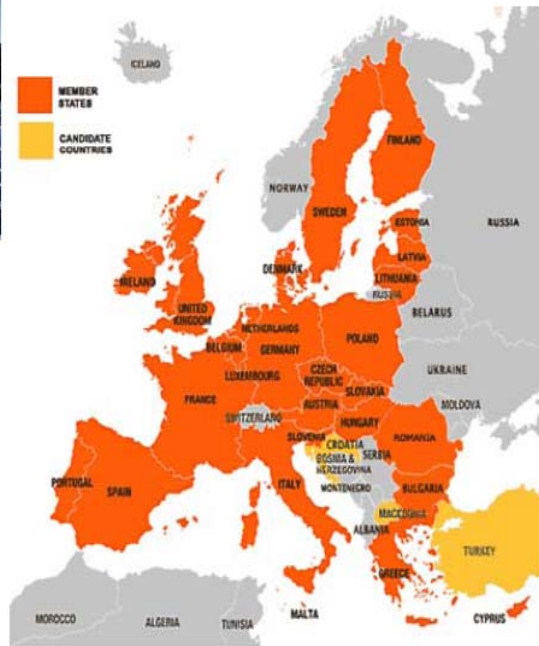 ICELAND
MEMBER
STATES
CANDIDATE
COUNTRIES
FINLAND
NORWAY
SWEDEN
RUSSIA
ESTONIA
LATVIA
DENMARK
LITHUANIA
IRELAND
RUSSIA
UNITED
KINGDOM
BELARUS
NETHERLANDS
POLAND
BELGIUM
GERMANY
UKRAINE
CZECH
REPUBLIC
LUXEMBOURG
SLOVAKIA
FRANCE
AUSTRIA
MOLDOVA
SWITZERLAND
HUNGARY
SLOVENIA
CROATIA
ROMANIA
BOSNIA &
HERZEGOVINA
SERBIA
PORTUGAL
SPAIN
ITALY
MONTENEGRO
BULGARIA
MACEDONIA
ALBANIA
TURKEY
GREECE
MALTA
CYPRUS
MOROCCO
ALGERIA
TUNISIA